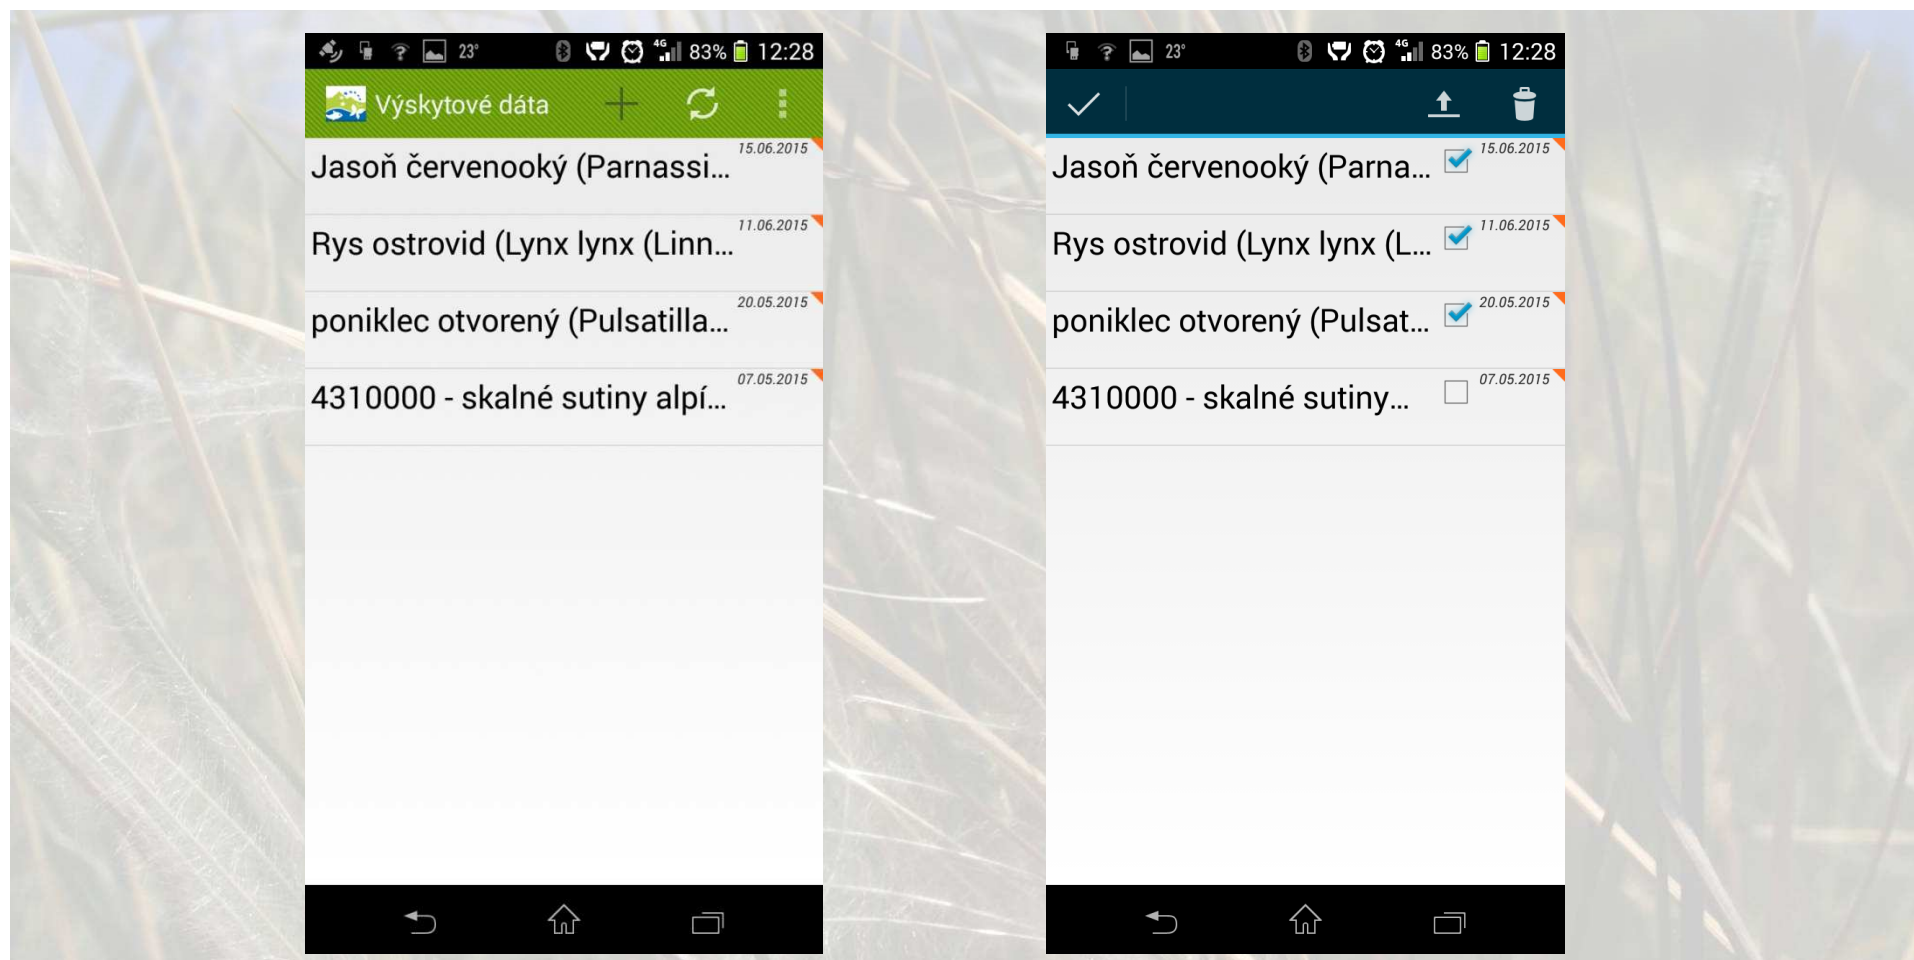 23° 4G 83% 12:28
Výskytové dáta
15.06.2015
Jasoň červenooký (Parnassi...
11.06.2015
Rys ostrovid (Lynx lynx (Linn...
20.05.2015
poniklec otvorený (Pulsatilla...
07.05.2015
4310000 - skalné sutiny alpí...
23° 4G 83% 12:28
15.06.2015
Jasoň červenooký (Parna...
11.06.2015
Rys ostrovid (Lynx lynx (L...
20.05.2015
poniklec otvorený (Pulsat...
07.05.2015
4310000 - skalné sutiny...